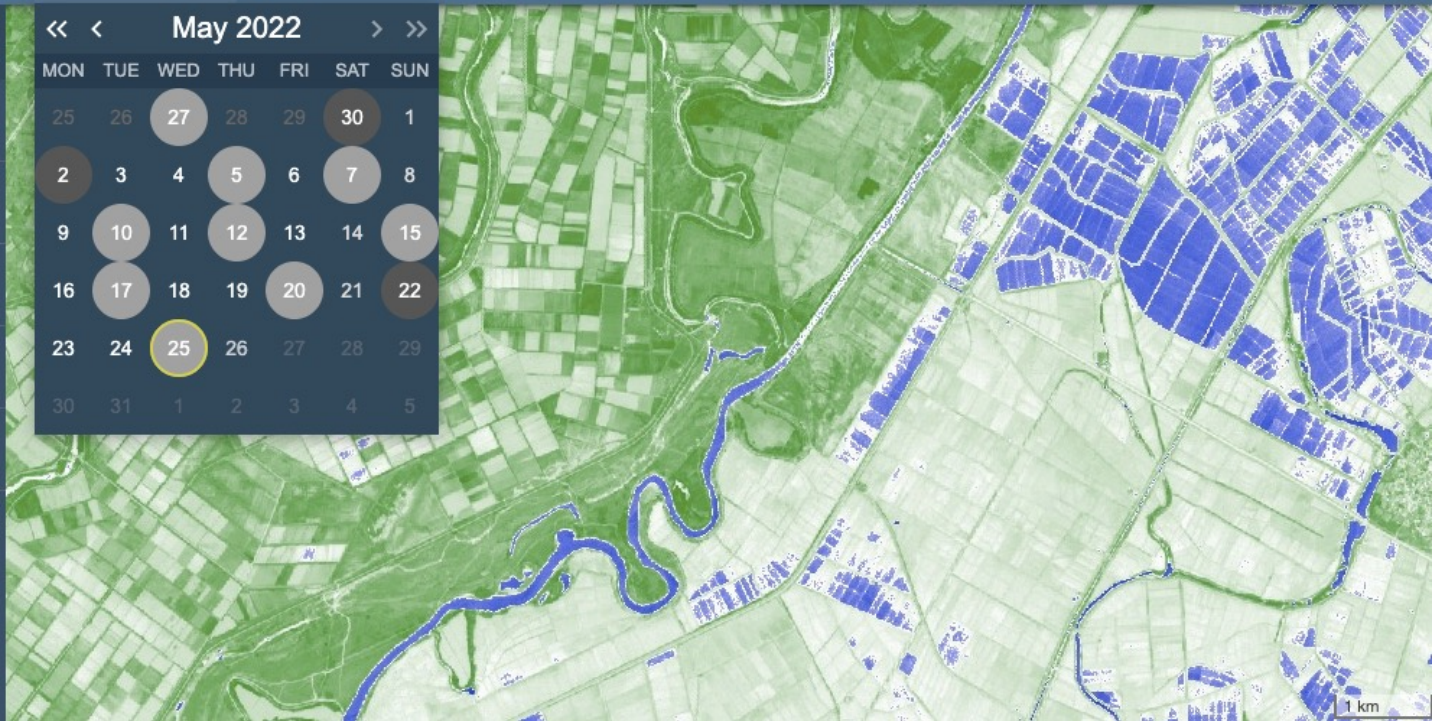 « ‹ May 2022 › »
MON TUE WED THU FRI SAT SUN
25 26 27 28 29 30 1
2 3 4 5 6 7 8
9 10 11 12 13 14 15
16 17 18 19 20 21 22
23 24 25 26 27 28 29
30 31 1 2 3 4 5
1 km